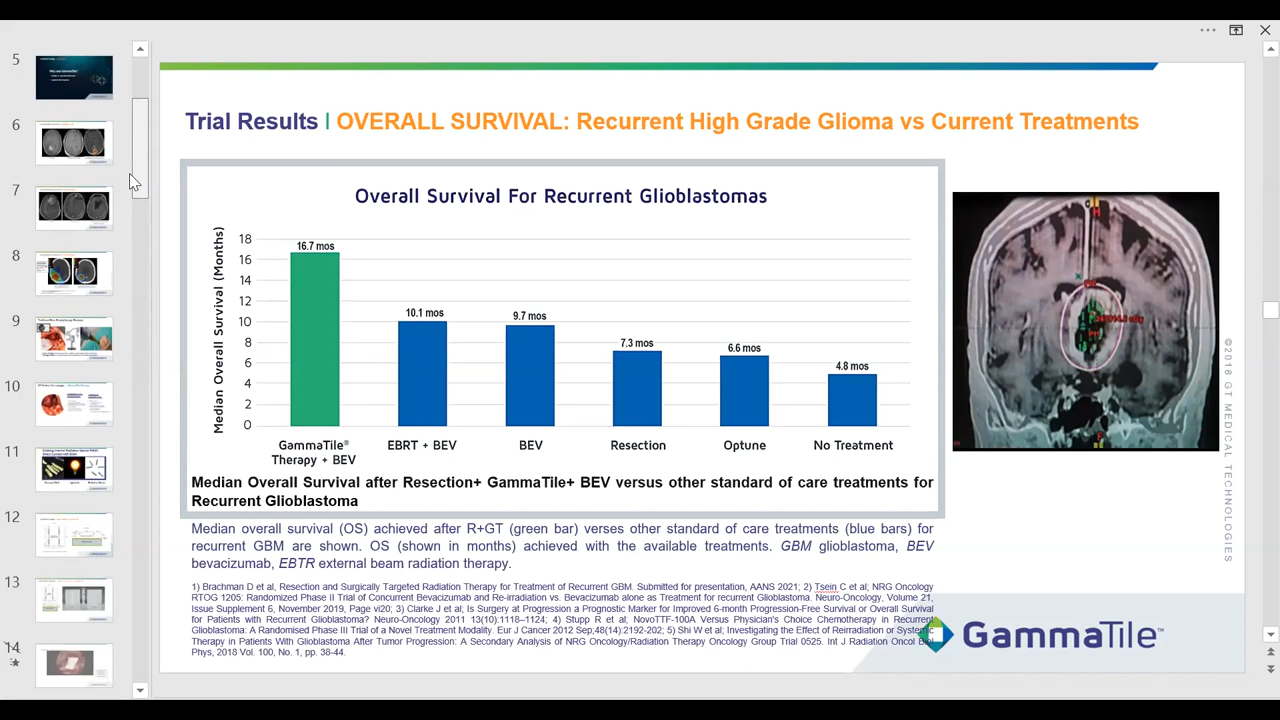 5
6
7
8
9
10
11
12
13
14
Trial Results | OVERALL SURVIVAL: Recurrent High Grade Glioma vs Current Treatments
Overall Survival For Recurrent Glioblastomas
Median Overall Survival (Months)
18
16
14
12
10
8
6
4
2
0
16.7 mos
10.1 mos
9.7 mos
7.3 mos
6.6 mos
4.8 mos
GammaTile®
Therapy + BEV
EBRT + BEV
BEV
Resection
Optune
No Treatment
Median Overall Survival after Resection+ GammaTile+ BEV versus other standard of care treatments for
Recurrent Glioblastoma
Median overall survival (OS) achieved after R+GT (green bar) verses other standard of care treatments (blue bars) for
recurrent GBM are shown. OS (shown in months) achieved with the available treatments. GBM glioblastoma, BEV
bevacizumab, EBTR external beam radiation therapy.
1) Brachman D et al, Resection and Surgically Targeted Radiation Therapy for Treatment of Recurrent GBM. Submitted for presentation, AANS 2021; 2) Tsein C et al; NRG Oncology
RTOG 1205: Randomized Phase II Trial of Concurrent Bevacizumab and Re-irradiation vs. Bevacizumab alone as Treatment for recurrent Glioblastoma. Neuro-Oncology, Volume 21,
Issue Supplement 6, November 2019, Page vi20; 3) Clarke J et al; Is Surgery at Progression a Prognostic Marker for Improved 6-month Progression-Free Survival or Overall Survival
for Patients with Recurrent Glioblastoma? Neuro-Oncology 2011 13(10):1118–1124; 4) Stupp R et al; NovoTTF-100A Versus Physician's Choice Chemotherapy in Recurrent
Glioblastoma: A Randomised Phase III Trial of a Novel Treatment Modality. Eur J Cancer 2012 Sep;48(14):2192-202; 5) Shi W et al; Investigating the Effect of Reirradiation or Systemic
Therapy in Patients With Glioblastoma After Tumor Progression: A Secondary Analysis of NRG Oncology/Radiation Therapy Oncology Group Trial 0525. Int J Radiation Oncol Biol
Phys, 2018 Vol. 100, No. 1, pp. 38-44.
©2018 GT MEDICAL TECHNOLOGIES
GammaTile™